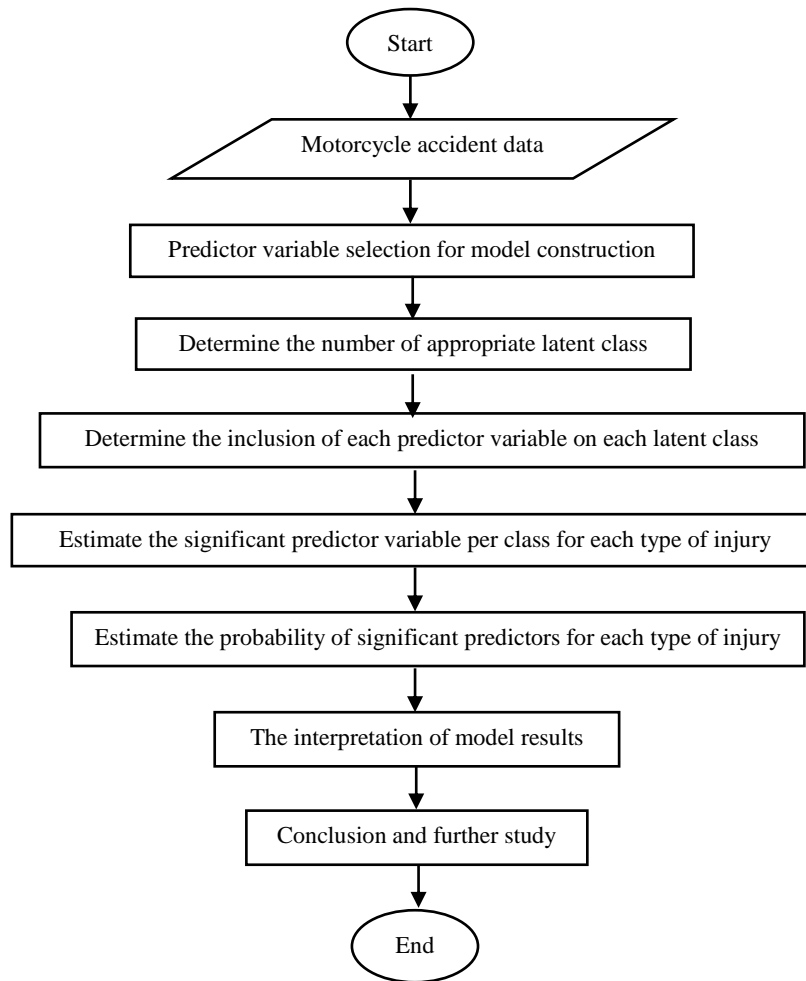 Start
Motorcycle accident data
Predictor variable selection for model construction
Determine the number of appropriate latent class
Determine the inclusion of each predictor variable on each latent class
Estimate the significant predictor variable per class for each type of injury
Estimate the probability of significant predictors for each type of injury
The interpretation of model results
Conclusion and further study
End